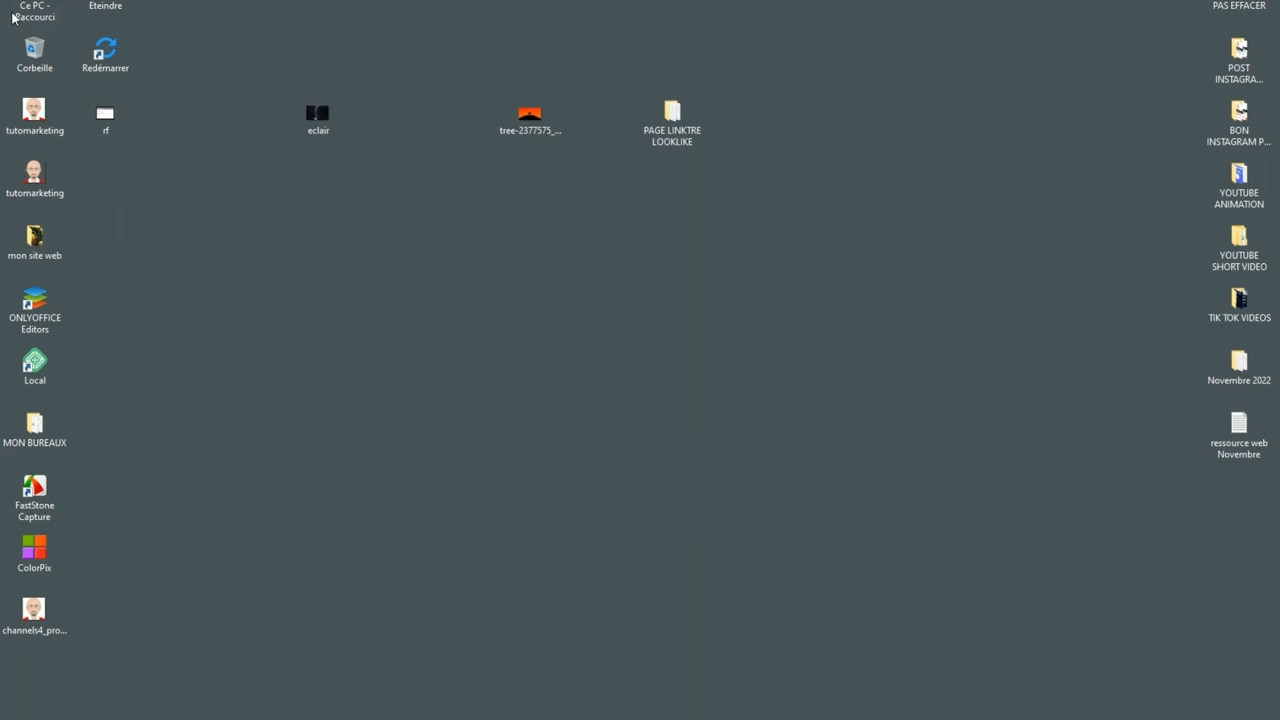 Ce PC -
Raccourci
Eteindre
PAS EFFACER
Corbeille
Redémarrer
POST
INSTAGRA...
tutomarketing
rf
eclair
tree-2377575_...
PAGE LINKTRE
LOOKLIKE
BON
INSTAGRAM P...
tutomarketing
YOUTUBE
ANIMATION
mon site web
YOUTUBE
SHORT VIDEO
ONLYOFFICE
Editors
TIK TOK VIDEOS
Local
Novembre 2022
MON BUREAUX
ressource web
Novembre
FastStone
Capture
ColorPix
channels4_pro...